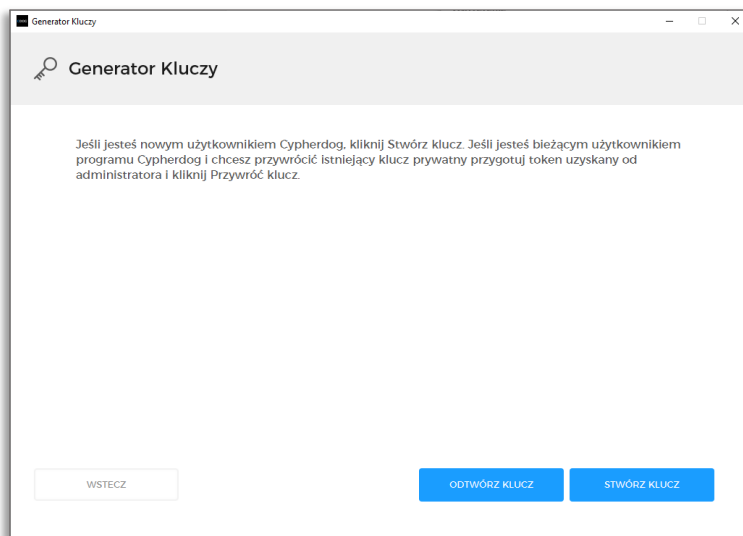 Generator Kluczy
Generator Kluczy
Jeśli jesteś nowym użytkownikiem Cypherdog, kliknij Stwórz klucz. Jeśli jesteś bieżącym użytkownikiem
programu Cypherdog i chcesz przywrócić istniejący klucz prywatny przygotuj token uzyskany od
administratora i kliknij Przywróć klucz.
WSTECZ
ODTWÓRZ KLUCZ
STWÓRZ KLUCZ